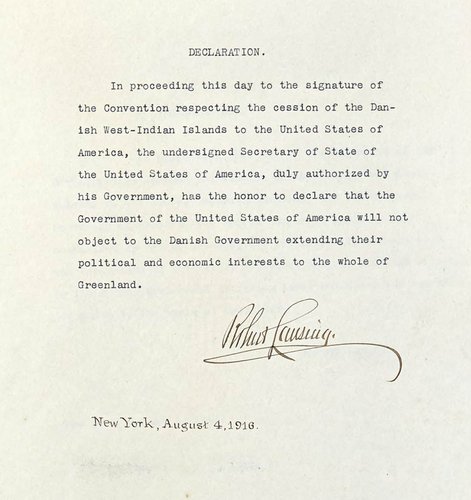 DECLARATION.
In proceeding this day to the signature of
the Convention respecting the cession of the Dan-
ish West-Indian Islands to the United States of
America, the undersigned Secretary of State of
the United States of America, duly authorized by
his Government, has the honor to declare that the
Government of the United States of America will not
object to the Danish Government extending their
political and economic interests to the whole of
Greenland.
Robert Lansing.
New York, August 4, 1916.